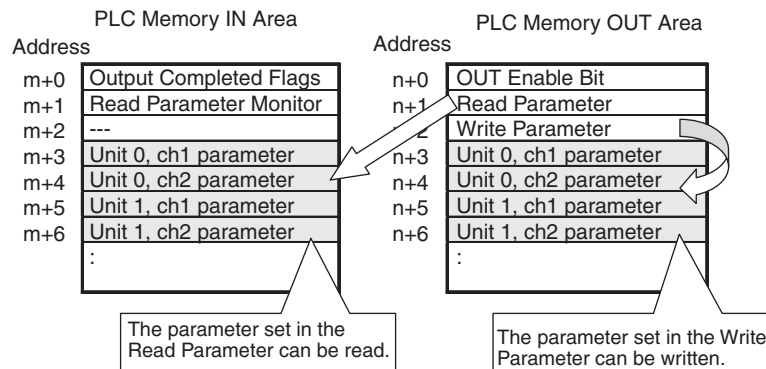 PLC Memory IN Area
Address
m+0 Output Completed Flags
m+1 Read Parameter Monitor
m+2 ---
m+3 Unit 0, ch1 parameter
m+4 Unit 0, ch2 parameter
m+5 Unit 1, ch1 parameter
m+6 Unit 1, ch2 parameter
:
The parameter set in the
Read Parameter can be read.
PLC Memory OUT Area
Address
n+0 OUT Enable Bit
n+1 Read Parameter
Write Parameter
n+3 Unit 0, ch1 parameter
n+4 Unit 0, ch2 parameter
n+5 Unit 1, ch1 parameter
n+6 Unit 1, ch2 parameter
:
The parameter set in the Write
Parameter can be written.